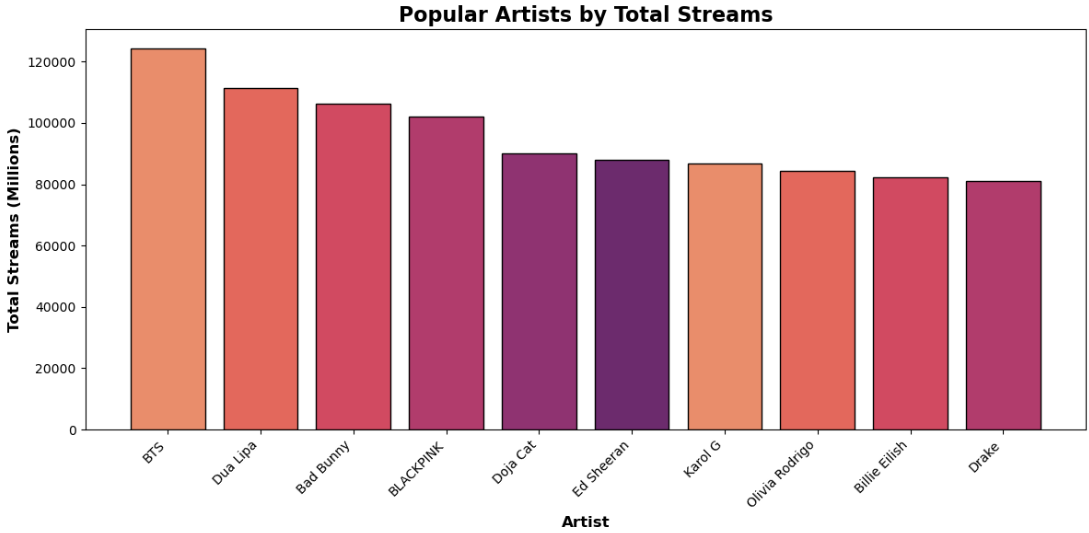 Popular Artists by Total Streams
Total Streams (Millions)
120000
100000
80000
60000
40000
20000
0
BTS
Dua Lipa
Bad Bunny
BLACKPINK
Doja Cat
Ed Sheeran
Karol G
Olivia Rodrigo
Billie Eilish
Drake
Artist